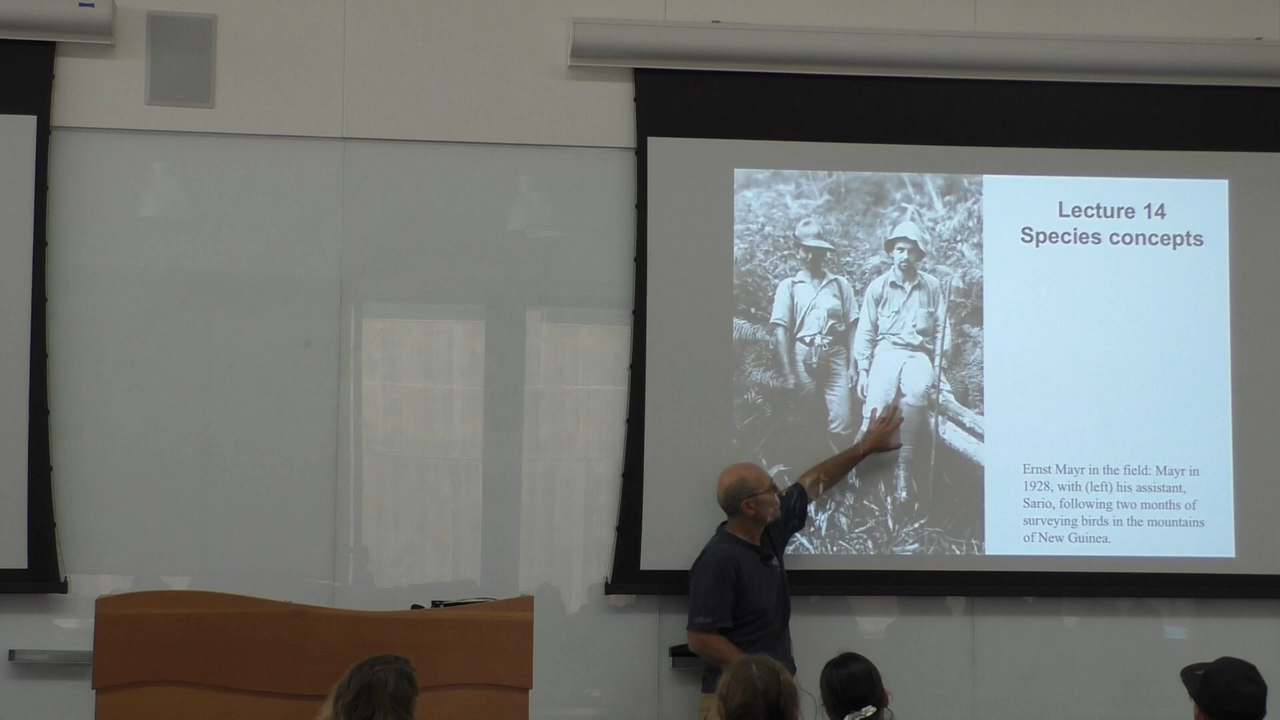 Lecture 14
Species concepts
Ernst Mayr in the field: Mayr in
1928, with (left) his assistant,
Sario, following two months of
surveying birds in the mountains
of New Guinea.